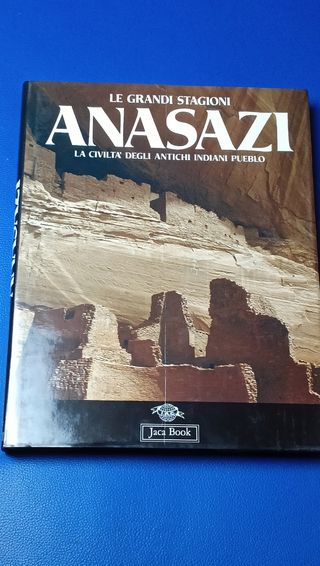 LE GRANDI STAGIONI
ANASAZI
LA CIVILTA' DEGLI ANTICHI INDIANI PUEBLO
Jaca Book